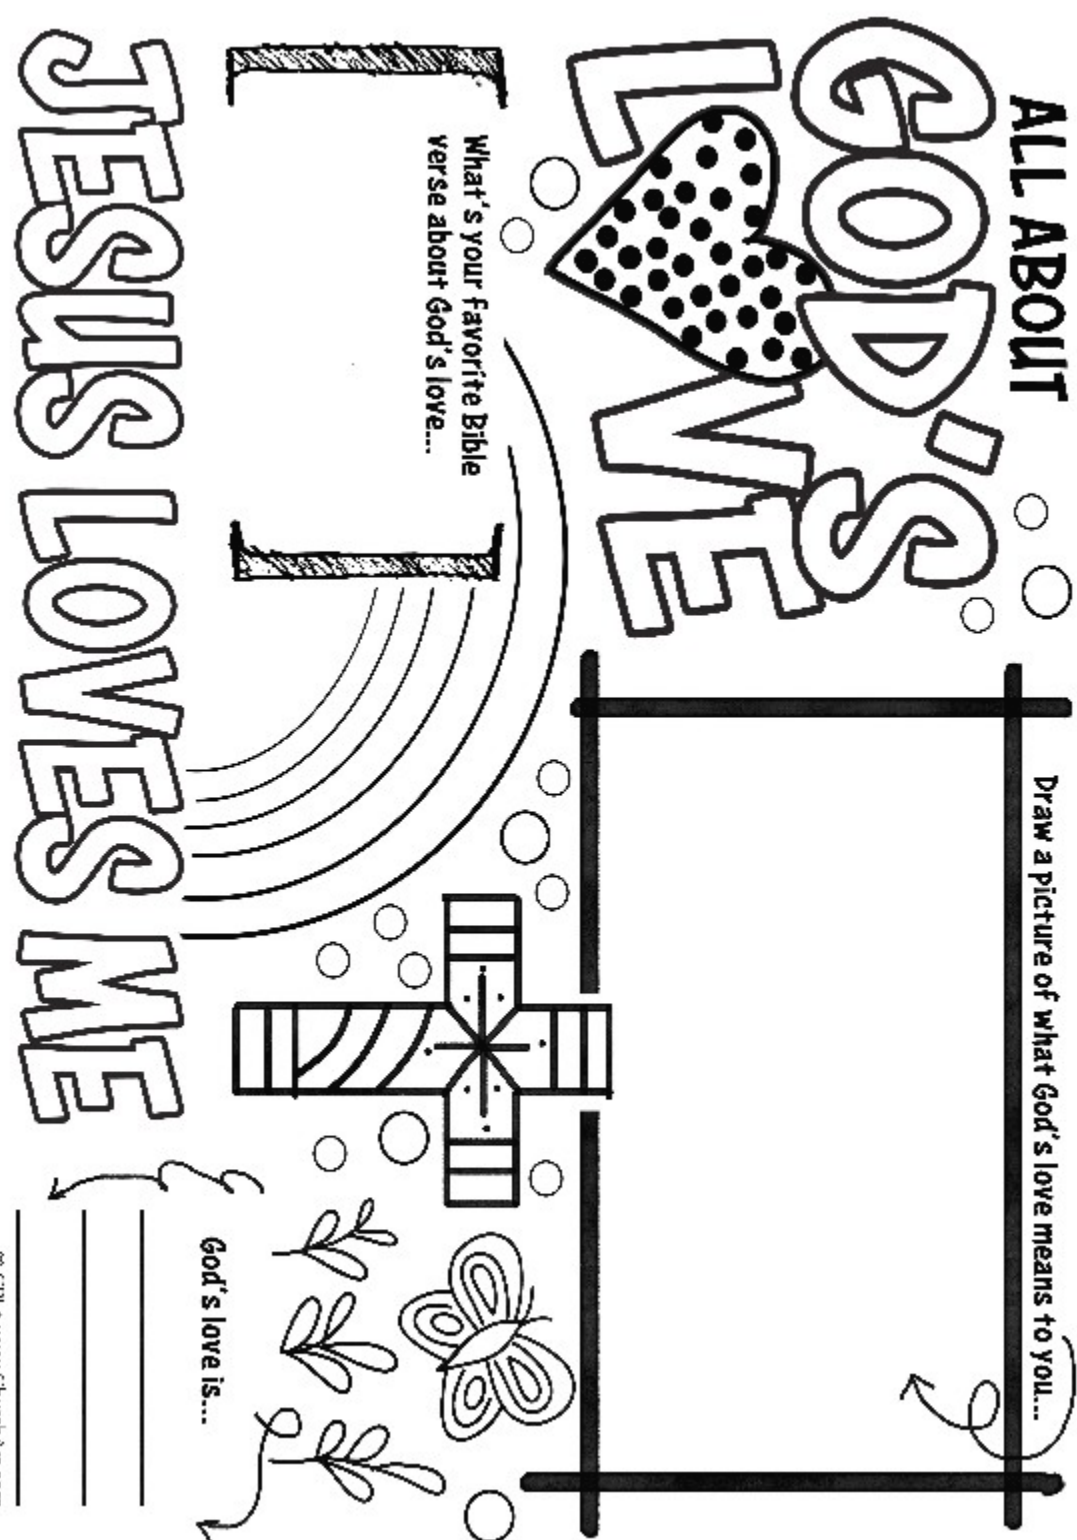 ALL ABOUT
GOD'S
LOVE
Draw a picture of what God's love means to you...
What's your favorite Bible
verse about God's love...
God's love is...
JESUS LOVES ME